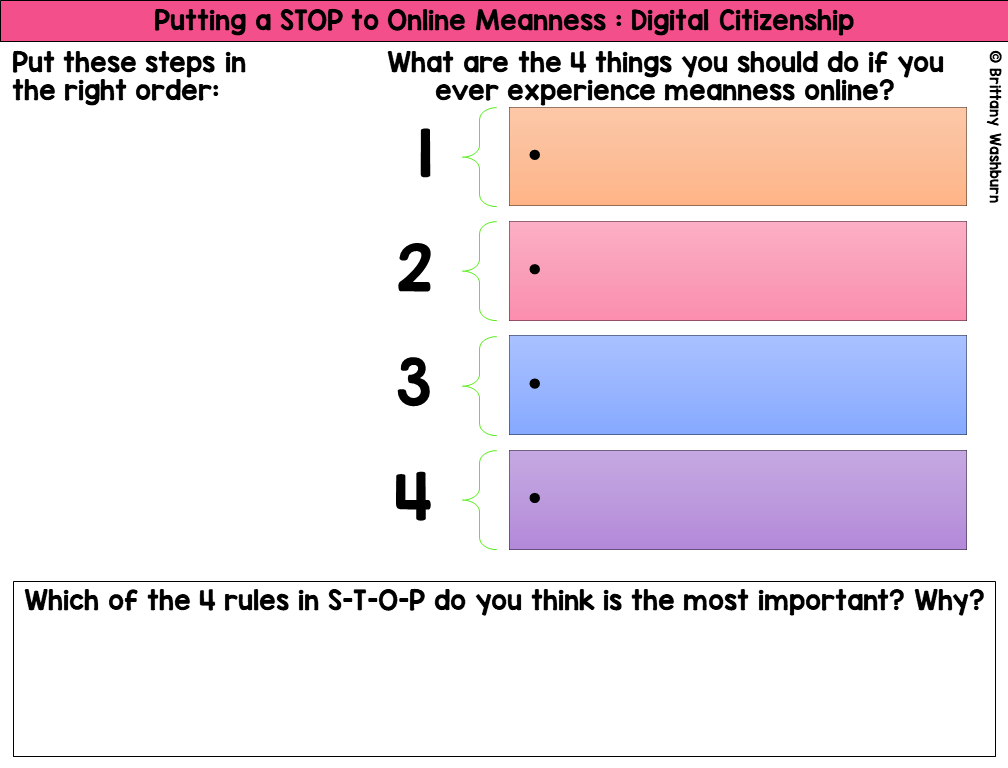 Putting a STOP to Online Meanness : Digital Citizenship
Put these steps in
the right order:
What are the 4 things you should do if you
ever experience meanness online?
© Brittany Washburn
1
•
2
•
3
•
4
•
Which of the 4 rules in S-T-O-P do you think is the most important? Why?